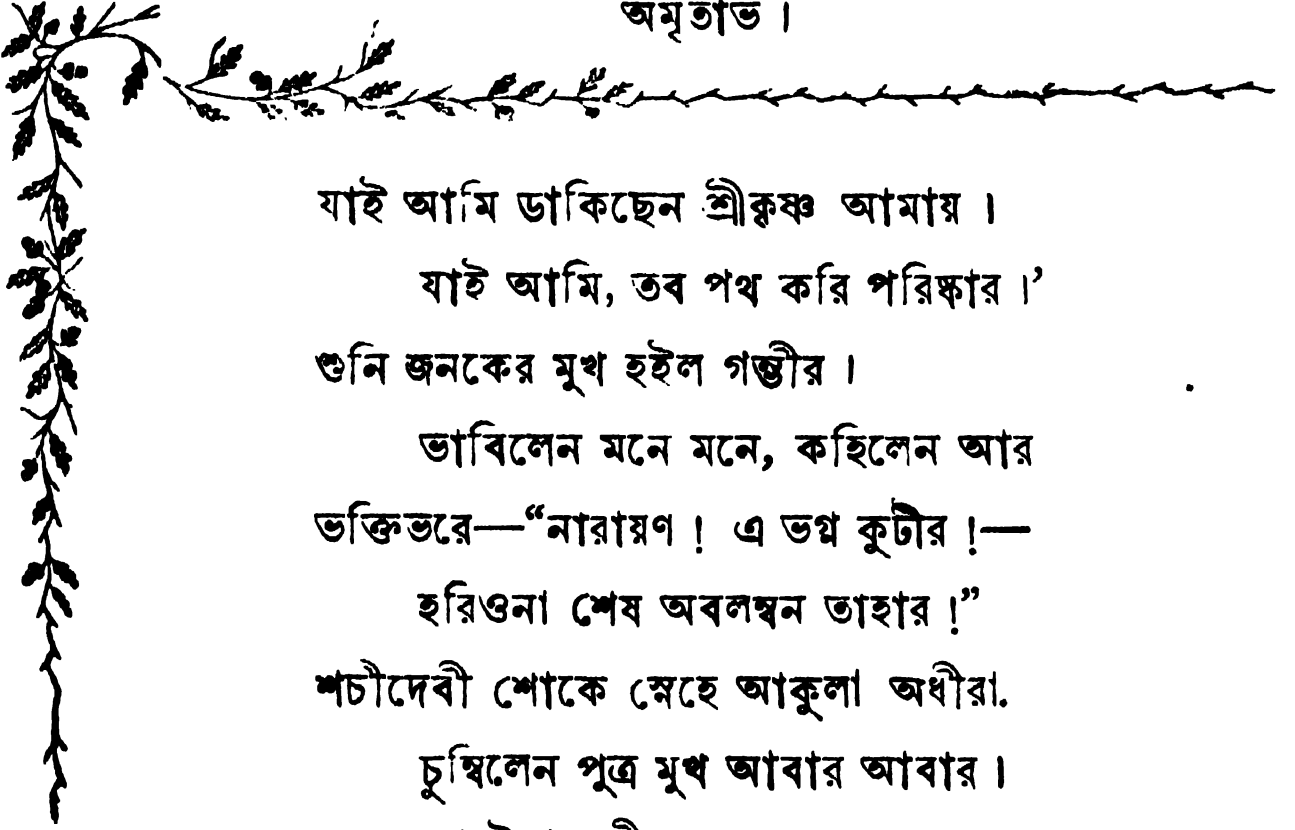 অমৃতাভ।
যাই আমি ডাকিছেন শ্রীকৃষ্ণ আমায়।
যাই আমি, তব পথ করি পরিষ্কার।’
শুনি জনকের মুখ হইল গম্ভীর।
ভাবিলেন মনে মনে, কহিলেন আর
ভক্তিভরে—“নারায়ণ! এ ভগ্ন কুটীর!—
হরিওনা শেষ অবলম্বন তাহার!”
শচীদেবী শোকে স্নেহে আকুলা অধীরা.
চুম্বিলেন পুত্র মুখ আবার আবার।